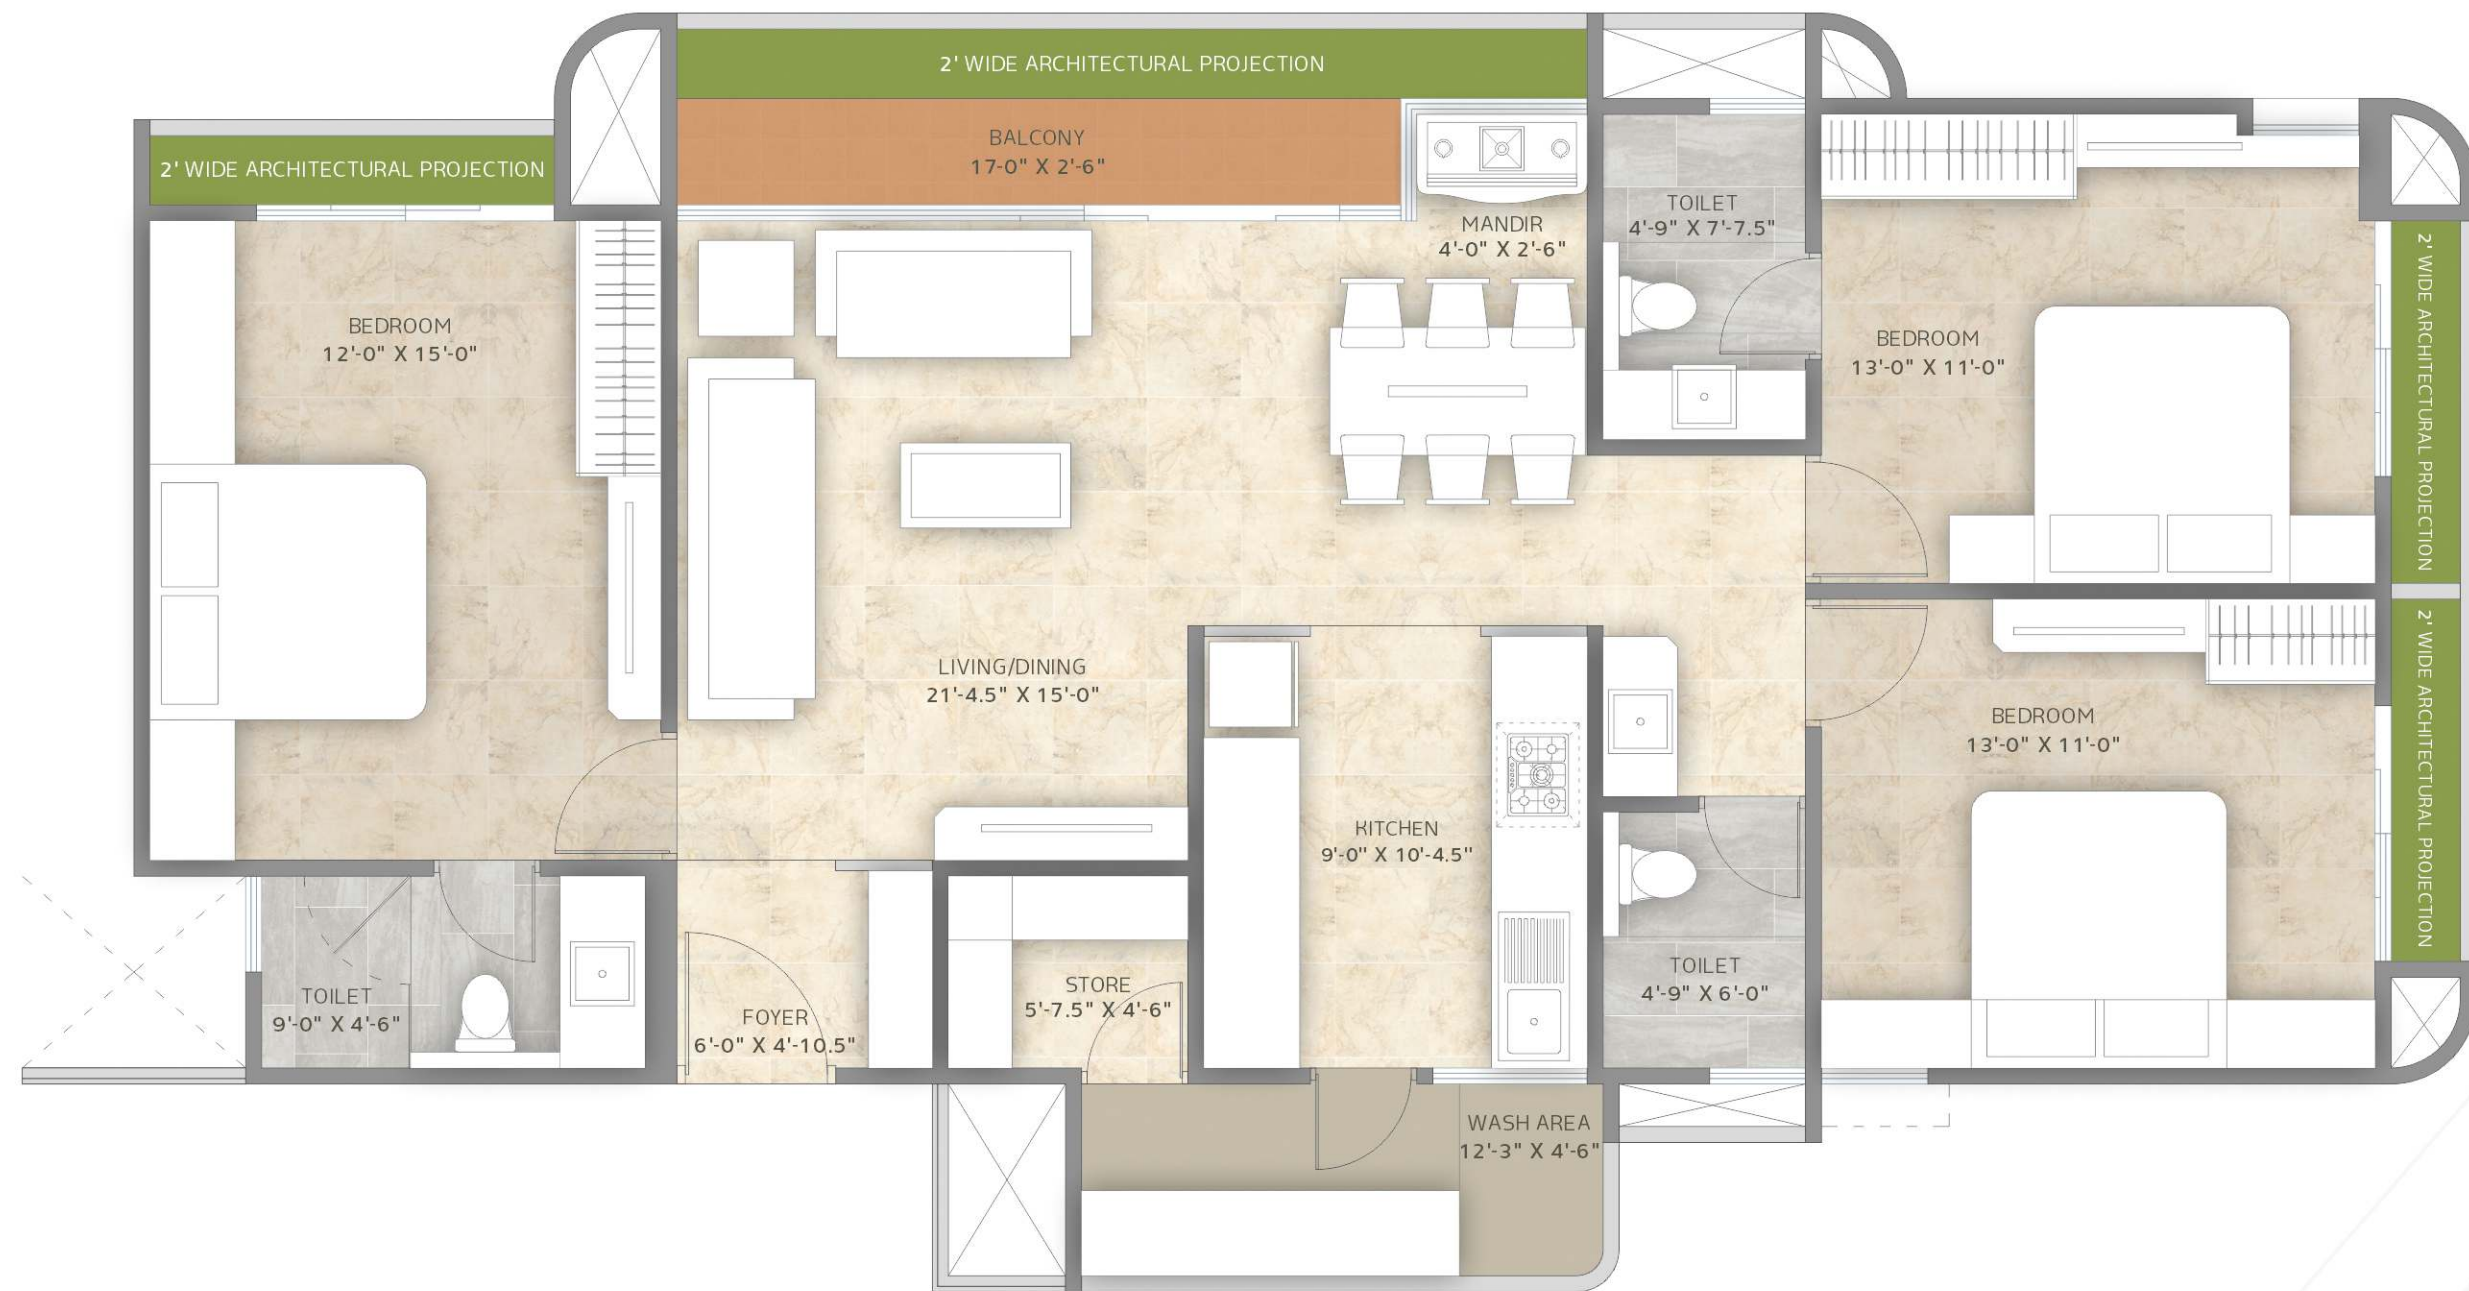 2' WIDE ARCHITECTURAL PROJECTION
BALCONY
17-0" X 2'-6"
2' WIDE ARCHITECTURAL PROJECTION
MANDIR
4'-0" X 2'-6"
TOILET
4'-9" X 7'-7.5"
BEDROOM
12'-0" X 15'-0"
BEDROOM
13'-0" X 11'-0"
2' WIDE ARCHITECTURAL PROJECTION
LIVING/DINING
21'-4.5" X 15'-0"
BEDROOM
13'-0" X 11'-0"
2' WIDE ARCHITECTURAL PROJECTION
KITCHEN
9'-0" X 10'-4.5"
TOILET
9'-0" X 4'-6"
FOYER
6'-0" X 4'-10.5"
STORE
5'-7.5" X 4'-6"
TOILET
4'-9" X 6'-0"
WASH AREA
12'-3" X 4'-6"